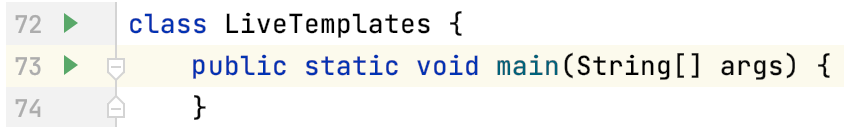 72 class LiveTemplates {
73 public static void main(String[] args) {
74 }